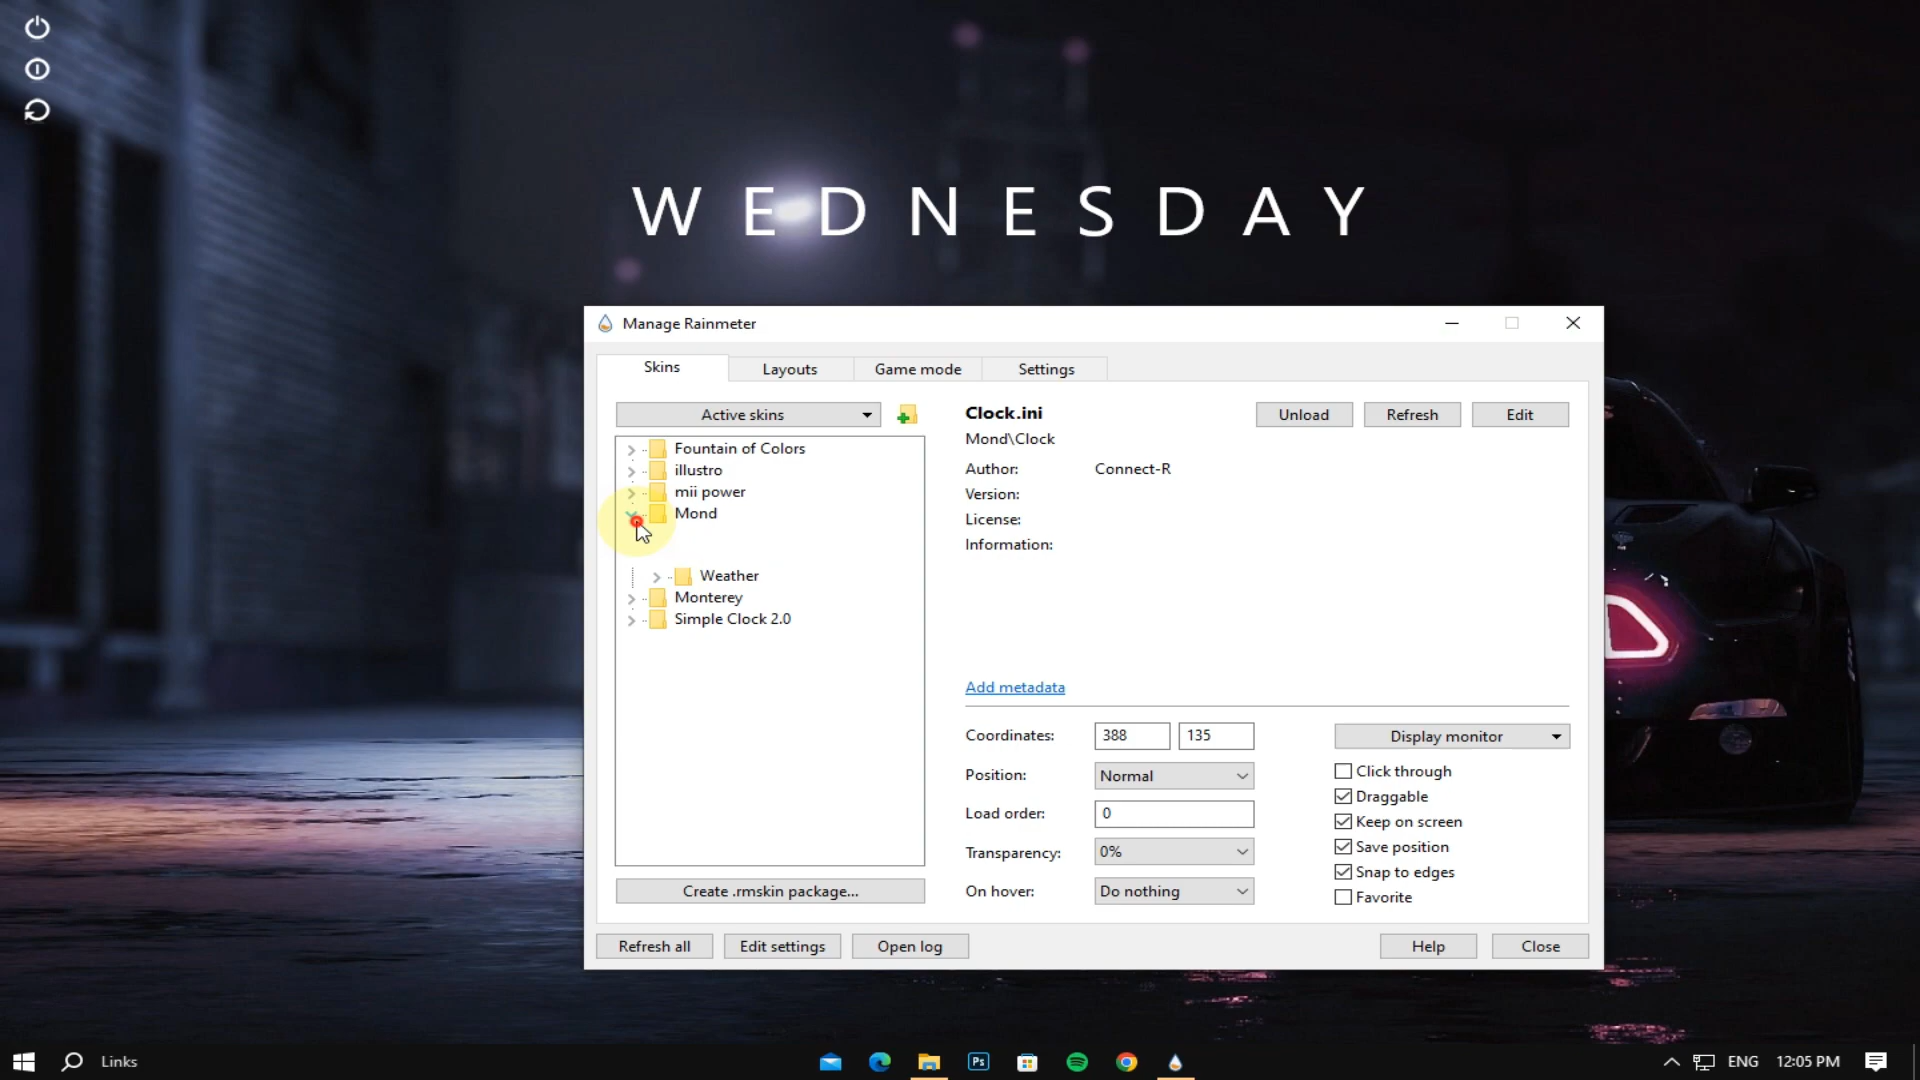 WEDNESDAY
Manage Rainmeter
Skins
Layouts
Game mode
Settings
Active skins
Fountain of Colors
illustro
mii power
Mond
Weather
Monterey
Simple Clock 2.0
Create .rmskin package...
Clock.ini
Unload
Refresh
Edit
Mond\Clock
Author: Connect-R
Version:
License:
Information:
Add metadata
Coordinates: 388 135
Position: Normal
Load order: 0
Transparency: 0%
On hover: Do nothing
Display monitor
Click through
Draggable
Keep on screen
Save position
Snap to edges
Favorite
Refresh all
Edit settings
Open log
Help
Close
Links
Ps
ENG
12:05 PM